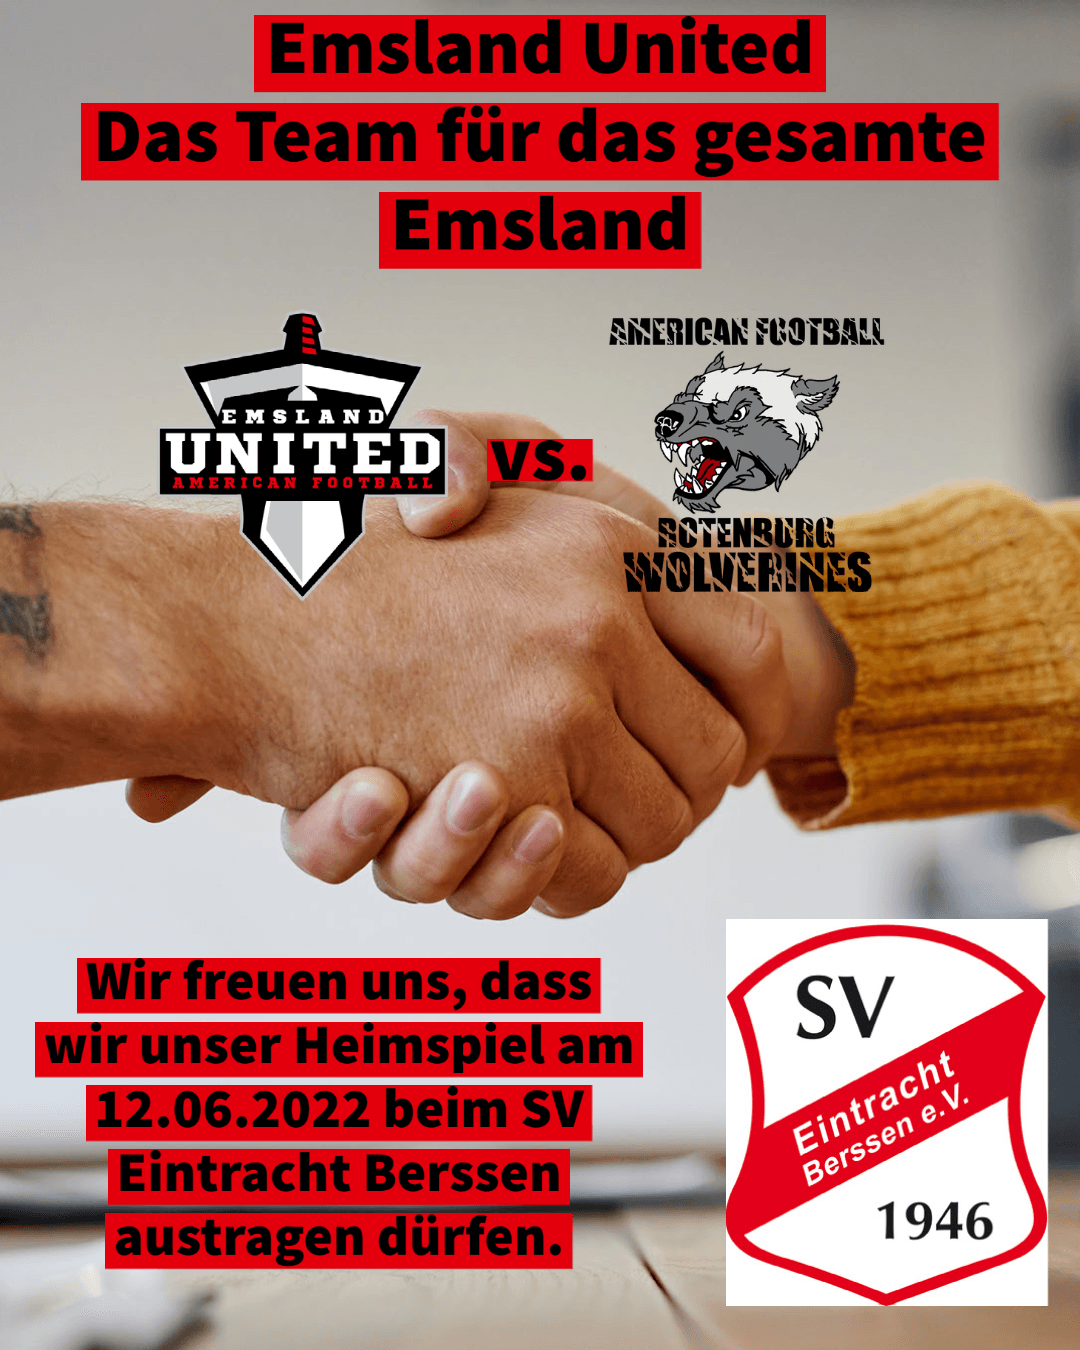 Emsland United
Das Team für das gesamte
Emsland
EMSLAND
UNITED
AMERICAN FOOTBALL
vs.
AMERICAN FOOTBALL
ROTENBURG
WOLVERINES
Wir freuen uns, dass
wir unser Heimspiel am
12.06.2022 beim SV
Eintracht Berssen
austragen dürfen.
SV
Eintracht
Berssen e.V.
1946